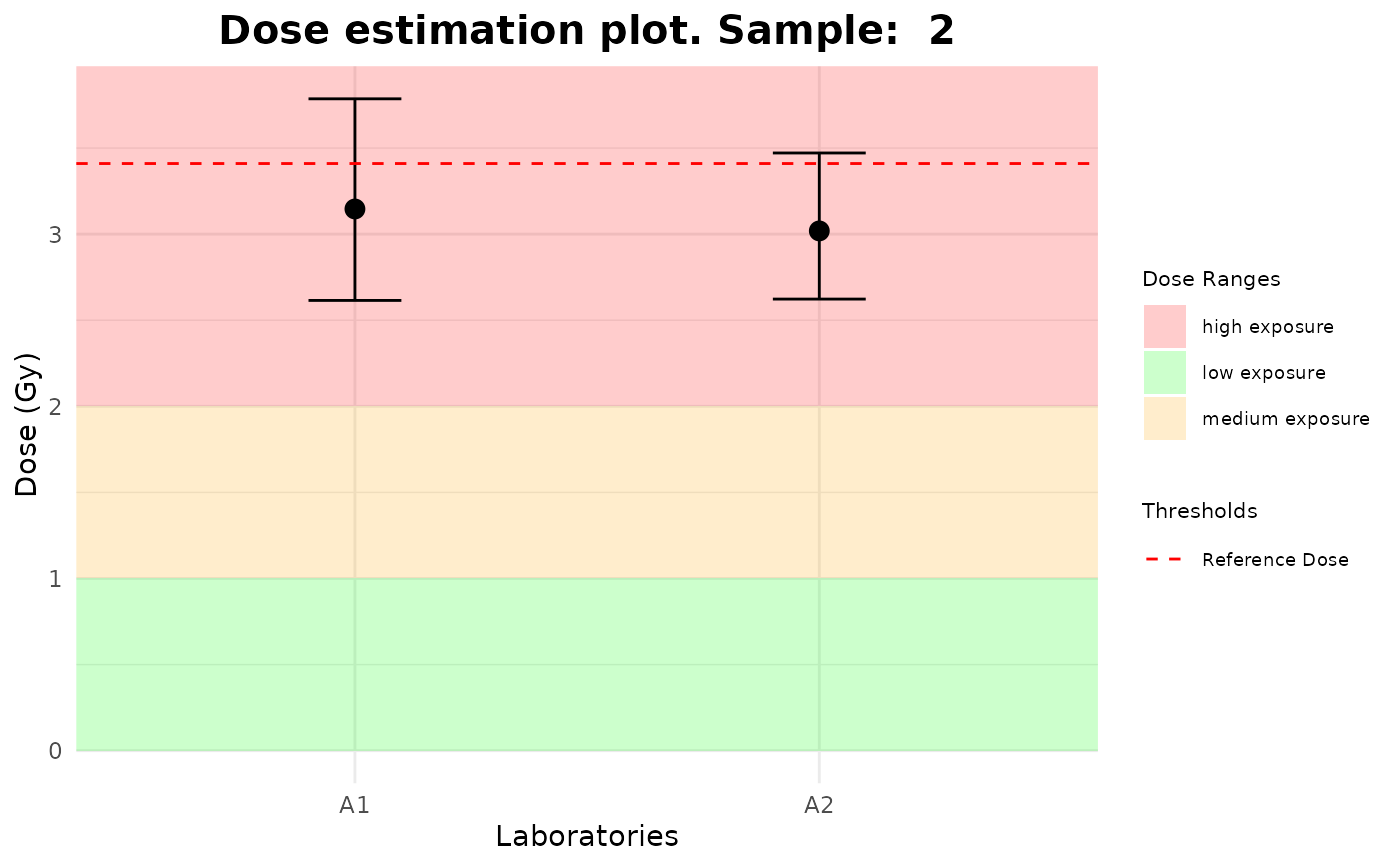 Dose estimation plot. Sample:  2
Dose (Gy)
3
2
1
0
A1
A2
Laboratories
Dose Ranges
high exposure
low exposure
medium exposure
Thresholds
Reference Dose